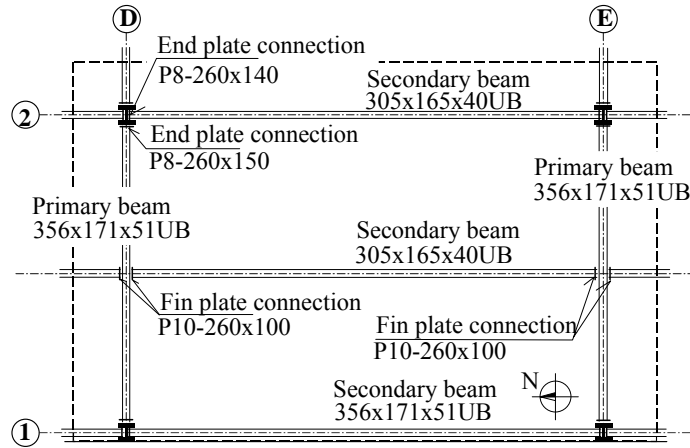 D
E
End plate connection
P8-260x140
Secondary beam
305x165x40UB
2
End plate connection
P8-260x150
Primary beam
356x171x51UB
Primary beam
356x171x51UB
Secondary beam
305x165x40UB
Fin plate connection
P10-260x100
Fin plate connection
P10-260x100
Secondary beam
356x171x51UB
N
1